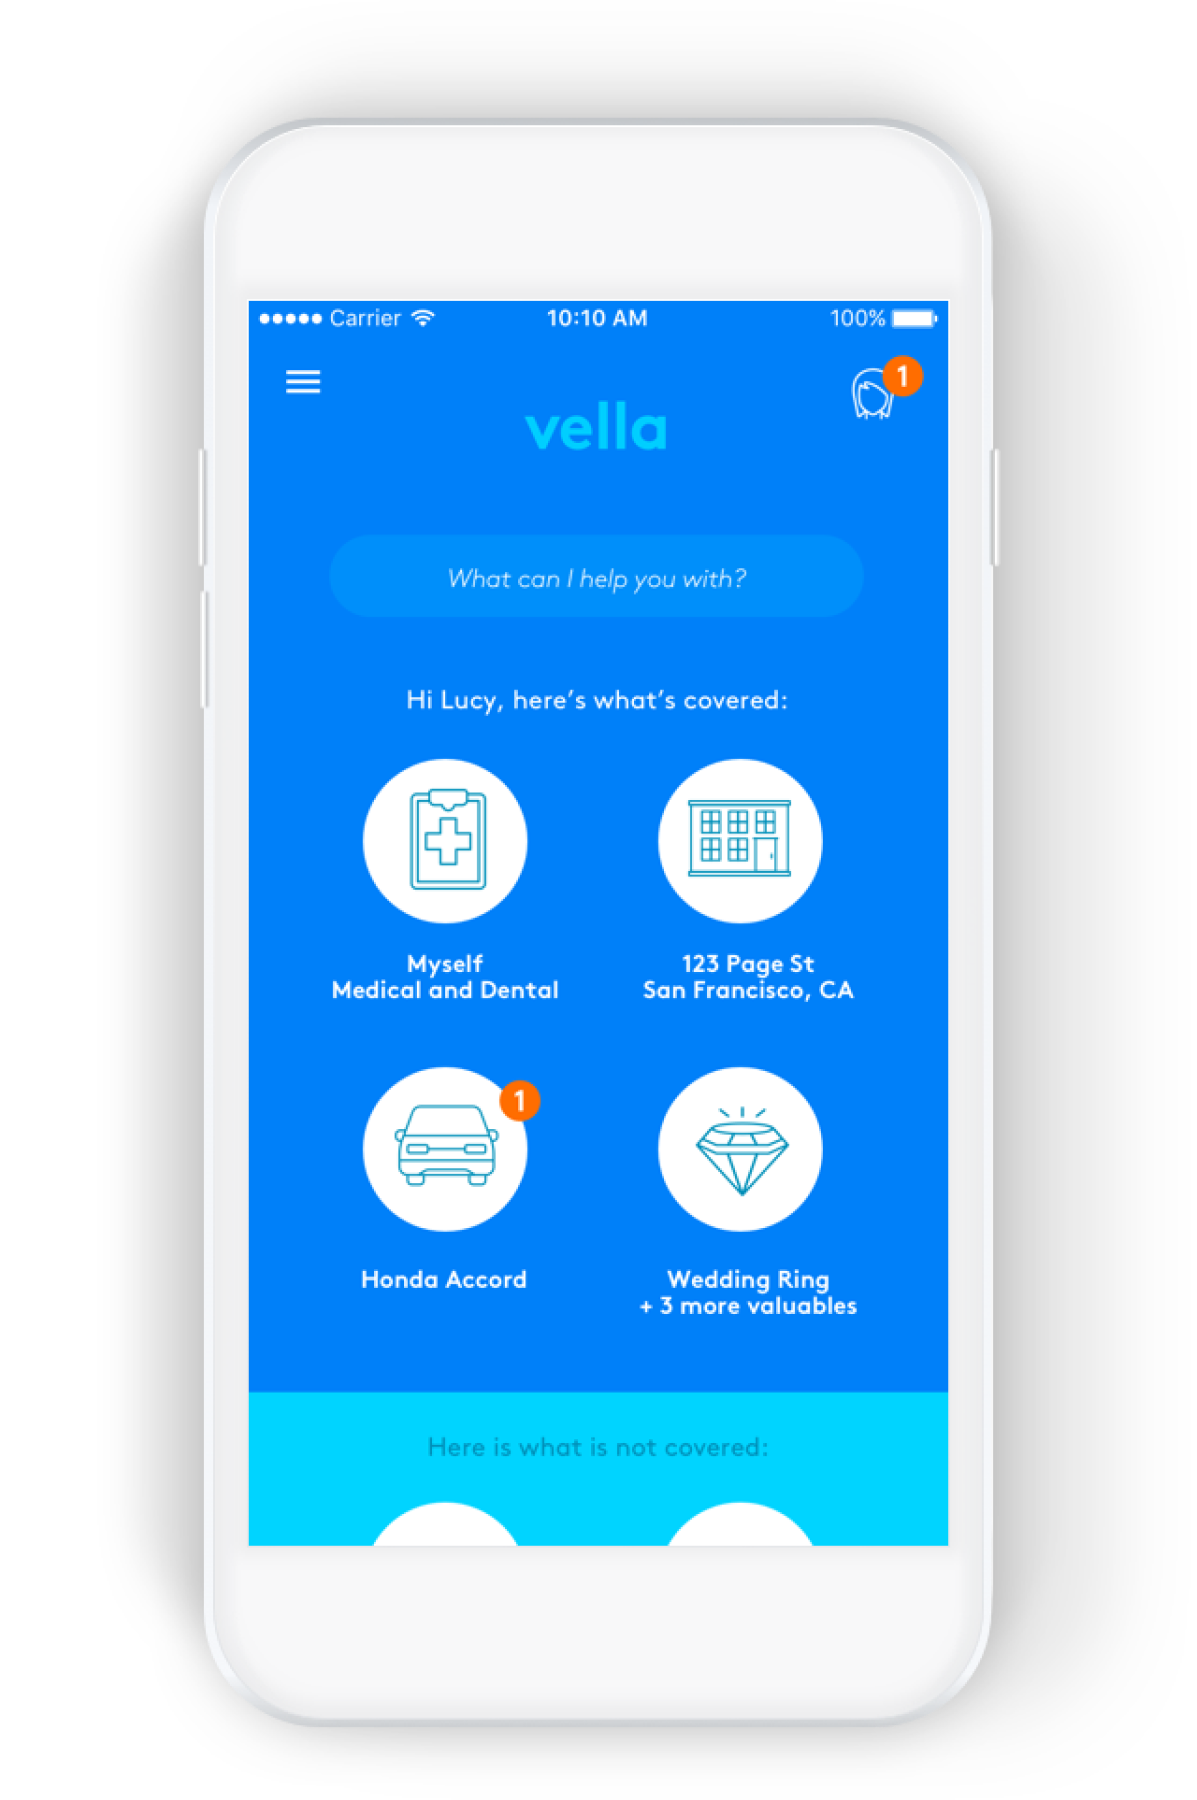 Carrier 10:10 AM 100%
1
vella
What can I help you with?
Hi Lucy, here's what's covered:
Myself
Medical and Dental
123 Page St
San Francisco, CA
1
Honda Accord
Wedding Ring
+ 3 more valuables
Here is what is not covered: